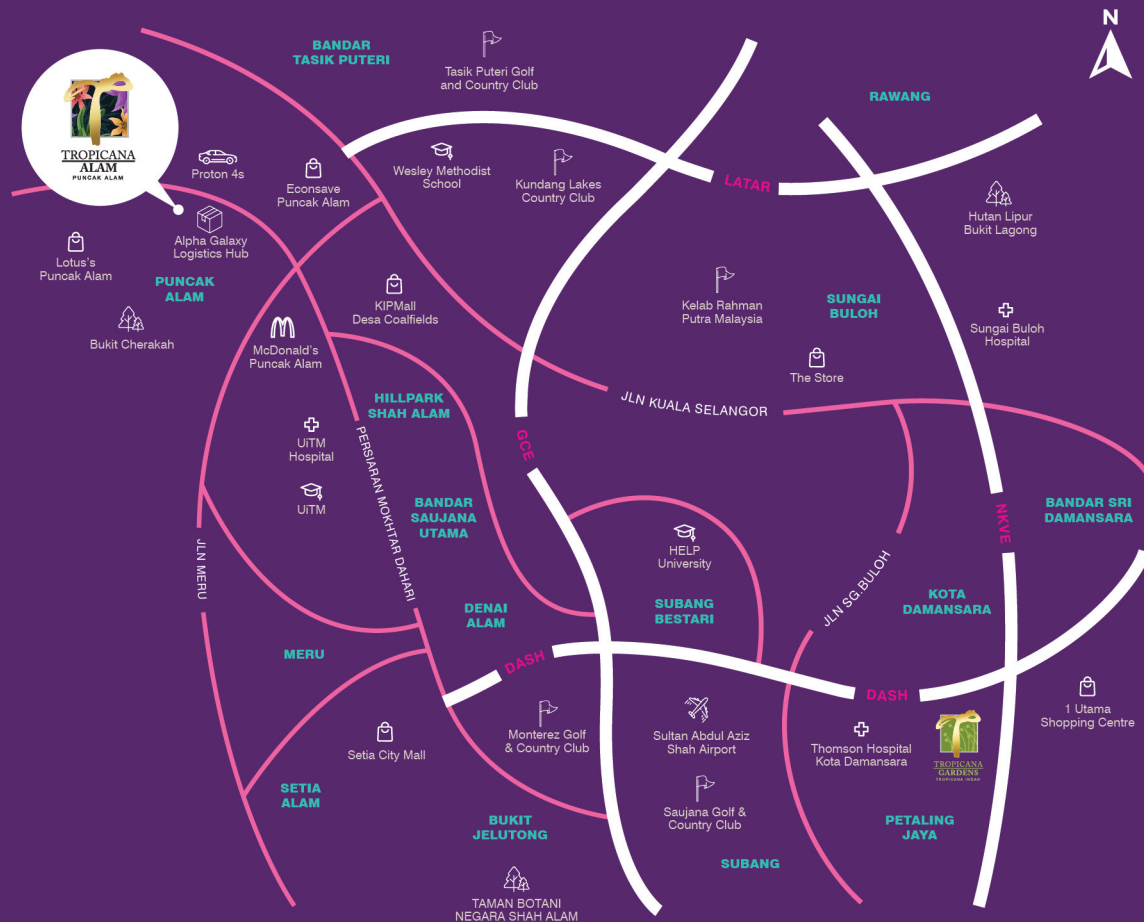 N
BANDAR
TASIK PUTERI
Tasik Puteri Golf
and Country Club
RAWANG
TROPICANA
ALAM
PUNCAK ALAM
Proton 4s
Econsave
Puncak Alam
Wesley Methodist
School
Kundang Lakes
Country Club
LATAR
Hutan Lipur
Bukit Lagong
Lotus's
Puncak Alam
Alpha Galaxy
Logistics Hub
PUNCAK
ALAM
KIPMall
Desa Coalfields
Kelab Rahman
Putra Malaysia
SUNGAI
BULOH
Sungai Buloh
Hospital
Bukit Cherakah
McDonald's
Puncak Alam
The Store
HILLPARK
SHAH ALAM
JLN KUALA SELANGOR
UiTM
Hospital
PERSIARAN MOKHTAR DAHARI
GCE
UiTM
BANDAR
SAUJANA
UTAMA
NKVE
BANDAR SRI
DAMANSARA
HELP
University
JLN MERU
JLN SG.BULOH
DENAI
ALAM
SUBANG
BESTARI
KOTA
DAMANSARA
MERU
DASH
DASH
Setia City Mall
Monterez Golf
& Country Club
Sultan Abdul Aziz
Shah Airport
Thomson Hospital
Kota Damansara
TROPICANA
GARDENS
TROPICANA INDAH
1 Utama
Shopping Centre
SETIA
ALAM
Saujana Golf &
Country Club
BUKIT
JELUTONG
PETALING
JAYA
SUBANG
TAMAN BOTANI
NEGARA SHAH ALAM